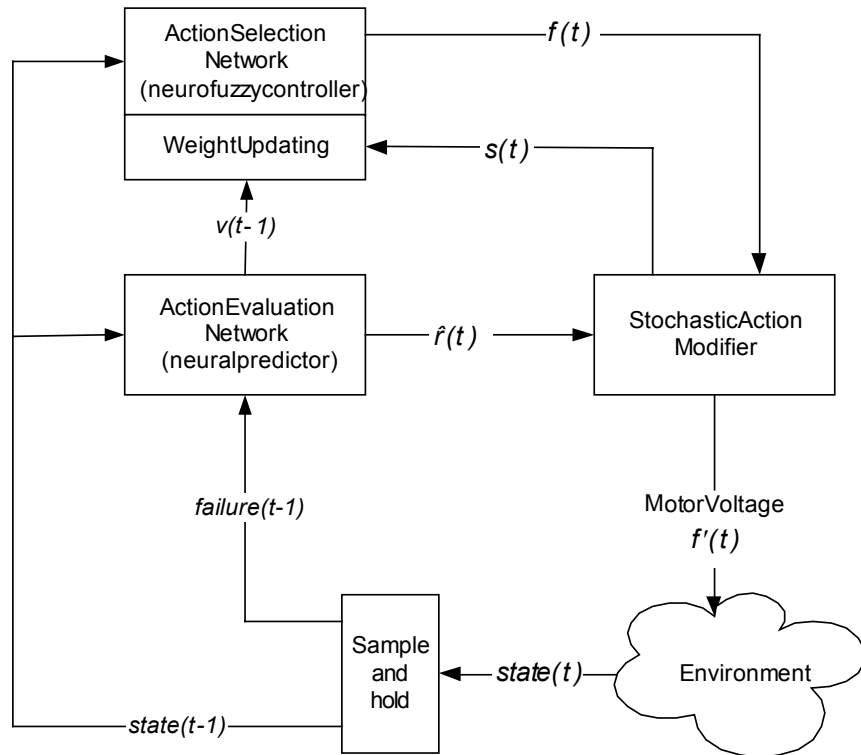 ActionSelection
Network
(neurofuzzycontroller)
f(t)
WeightUpdating
s(t)
v(t-1)
ActionEvaluation
Network
(neuralpredictor)
r̂(t)
StochasticAction
Modifier
failure(t-1)
MotorVoltage
f'(t)
Sample
and
hold
state(t)
Environment
state(t-1)